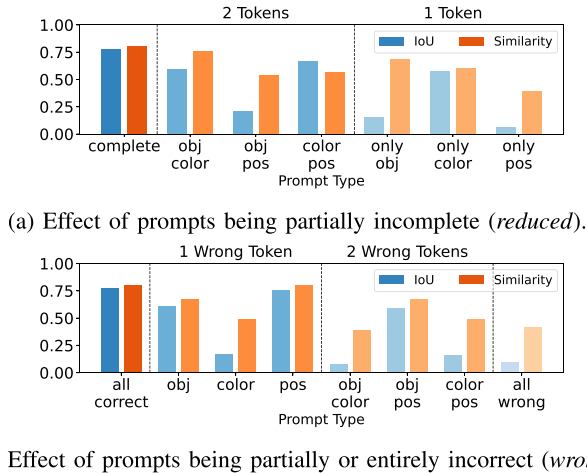 2 Tokens 1 Token
1.00 IoU Similarity
0.75
0.50
0.25
0.00
complete obj color obj pos color pos only obj only color only pos
Prompt Type
(a) Effect of prompts being partially incomplete (reduced).
1 Wrong Token 2 Wrong Tokens
1.00 IoU Similarity
0.75
0.50
0.25
0.00
all correct obj color pos obj color obj pos color pos all wrong
Prompt Type
Effect of prompts being partially or entirely incorrect (wro